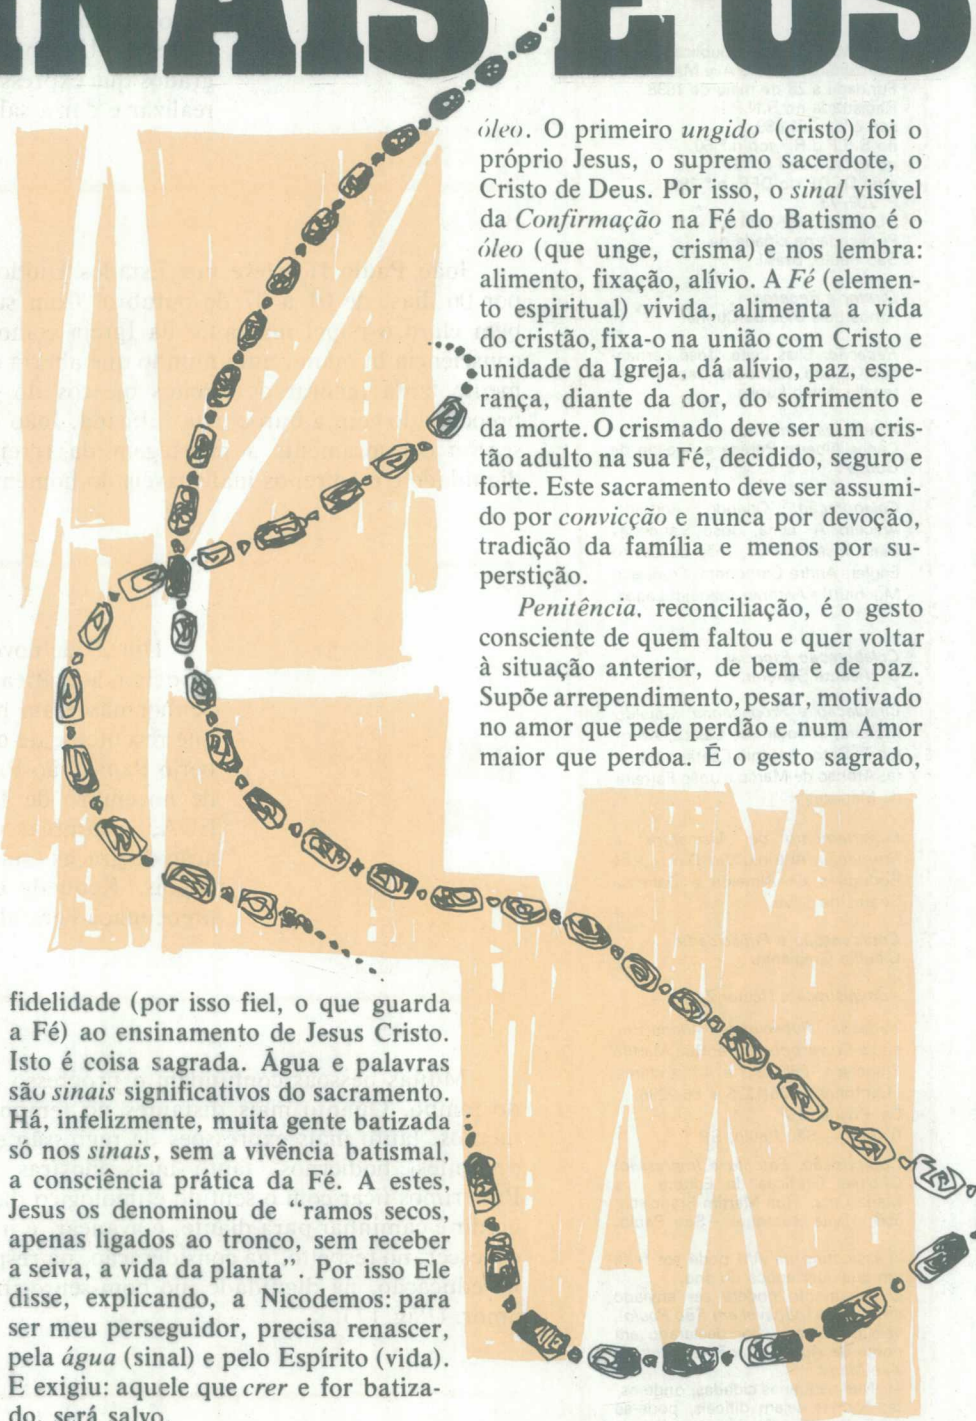 INAIS E OS
fidelidade (por isso fiel, o que guarda
a Fé) ao ensinamento de Jesus Cristo.
Isto é coisa sagrada. Água e palavras
são sinais significativos do sacramento.
Há, infelizmente, muita gente batizada
só nos sinais, sem a vivência batismal,
a consciência prática da Fé. A estes,
Jesus os denominou de “ramos secos,
apenas ligados ao tronco, sem receber
a seiva, a vida da planta”. Por isso Ele
disse, explicando, a Nicodemos: para
ser meu perseguidor, precisa renascer,
pela água (sinal) e pelo Espírito (vida).
E exigiu: aquele que crer e for batiza-
do, será salvo.
óleo. O primeiro ungido (cristo) foi o
próprio Jesus, o supremo sacerdote, o
Cristo de Deus. Por isso, o sinal visível
da Confirmação na Fé do Batismo é o
óleo (que unge, crisma) e nos lembra:
alimento, fixação, alívio. A Fé (elemen-
to espiritual) vivida, alimenta a vida
do cristão, fixa-o na união com Cristo e
unidade da Igreja, dá alívio, paz, espe-
rança, diante da dor, do sofrimento e
da morte. O crismado deve ser um cris-
tão adulto na sua Fé, decidido, seguro e
forte. Este sacramento deve ser assumi-
do por convicção e nunca por devoção,
tradição da família e menos por su-
perstição.
Penitência, reconciliação, é o gesto
consciente de quem faltou e quer voltar
à situação anterior, de bem e de paz.
Supõe arrependimento, pesar, motivado
no amor que pede perdão e num Amor
maior que perdoa. É o gesto sagrado,